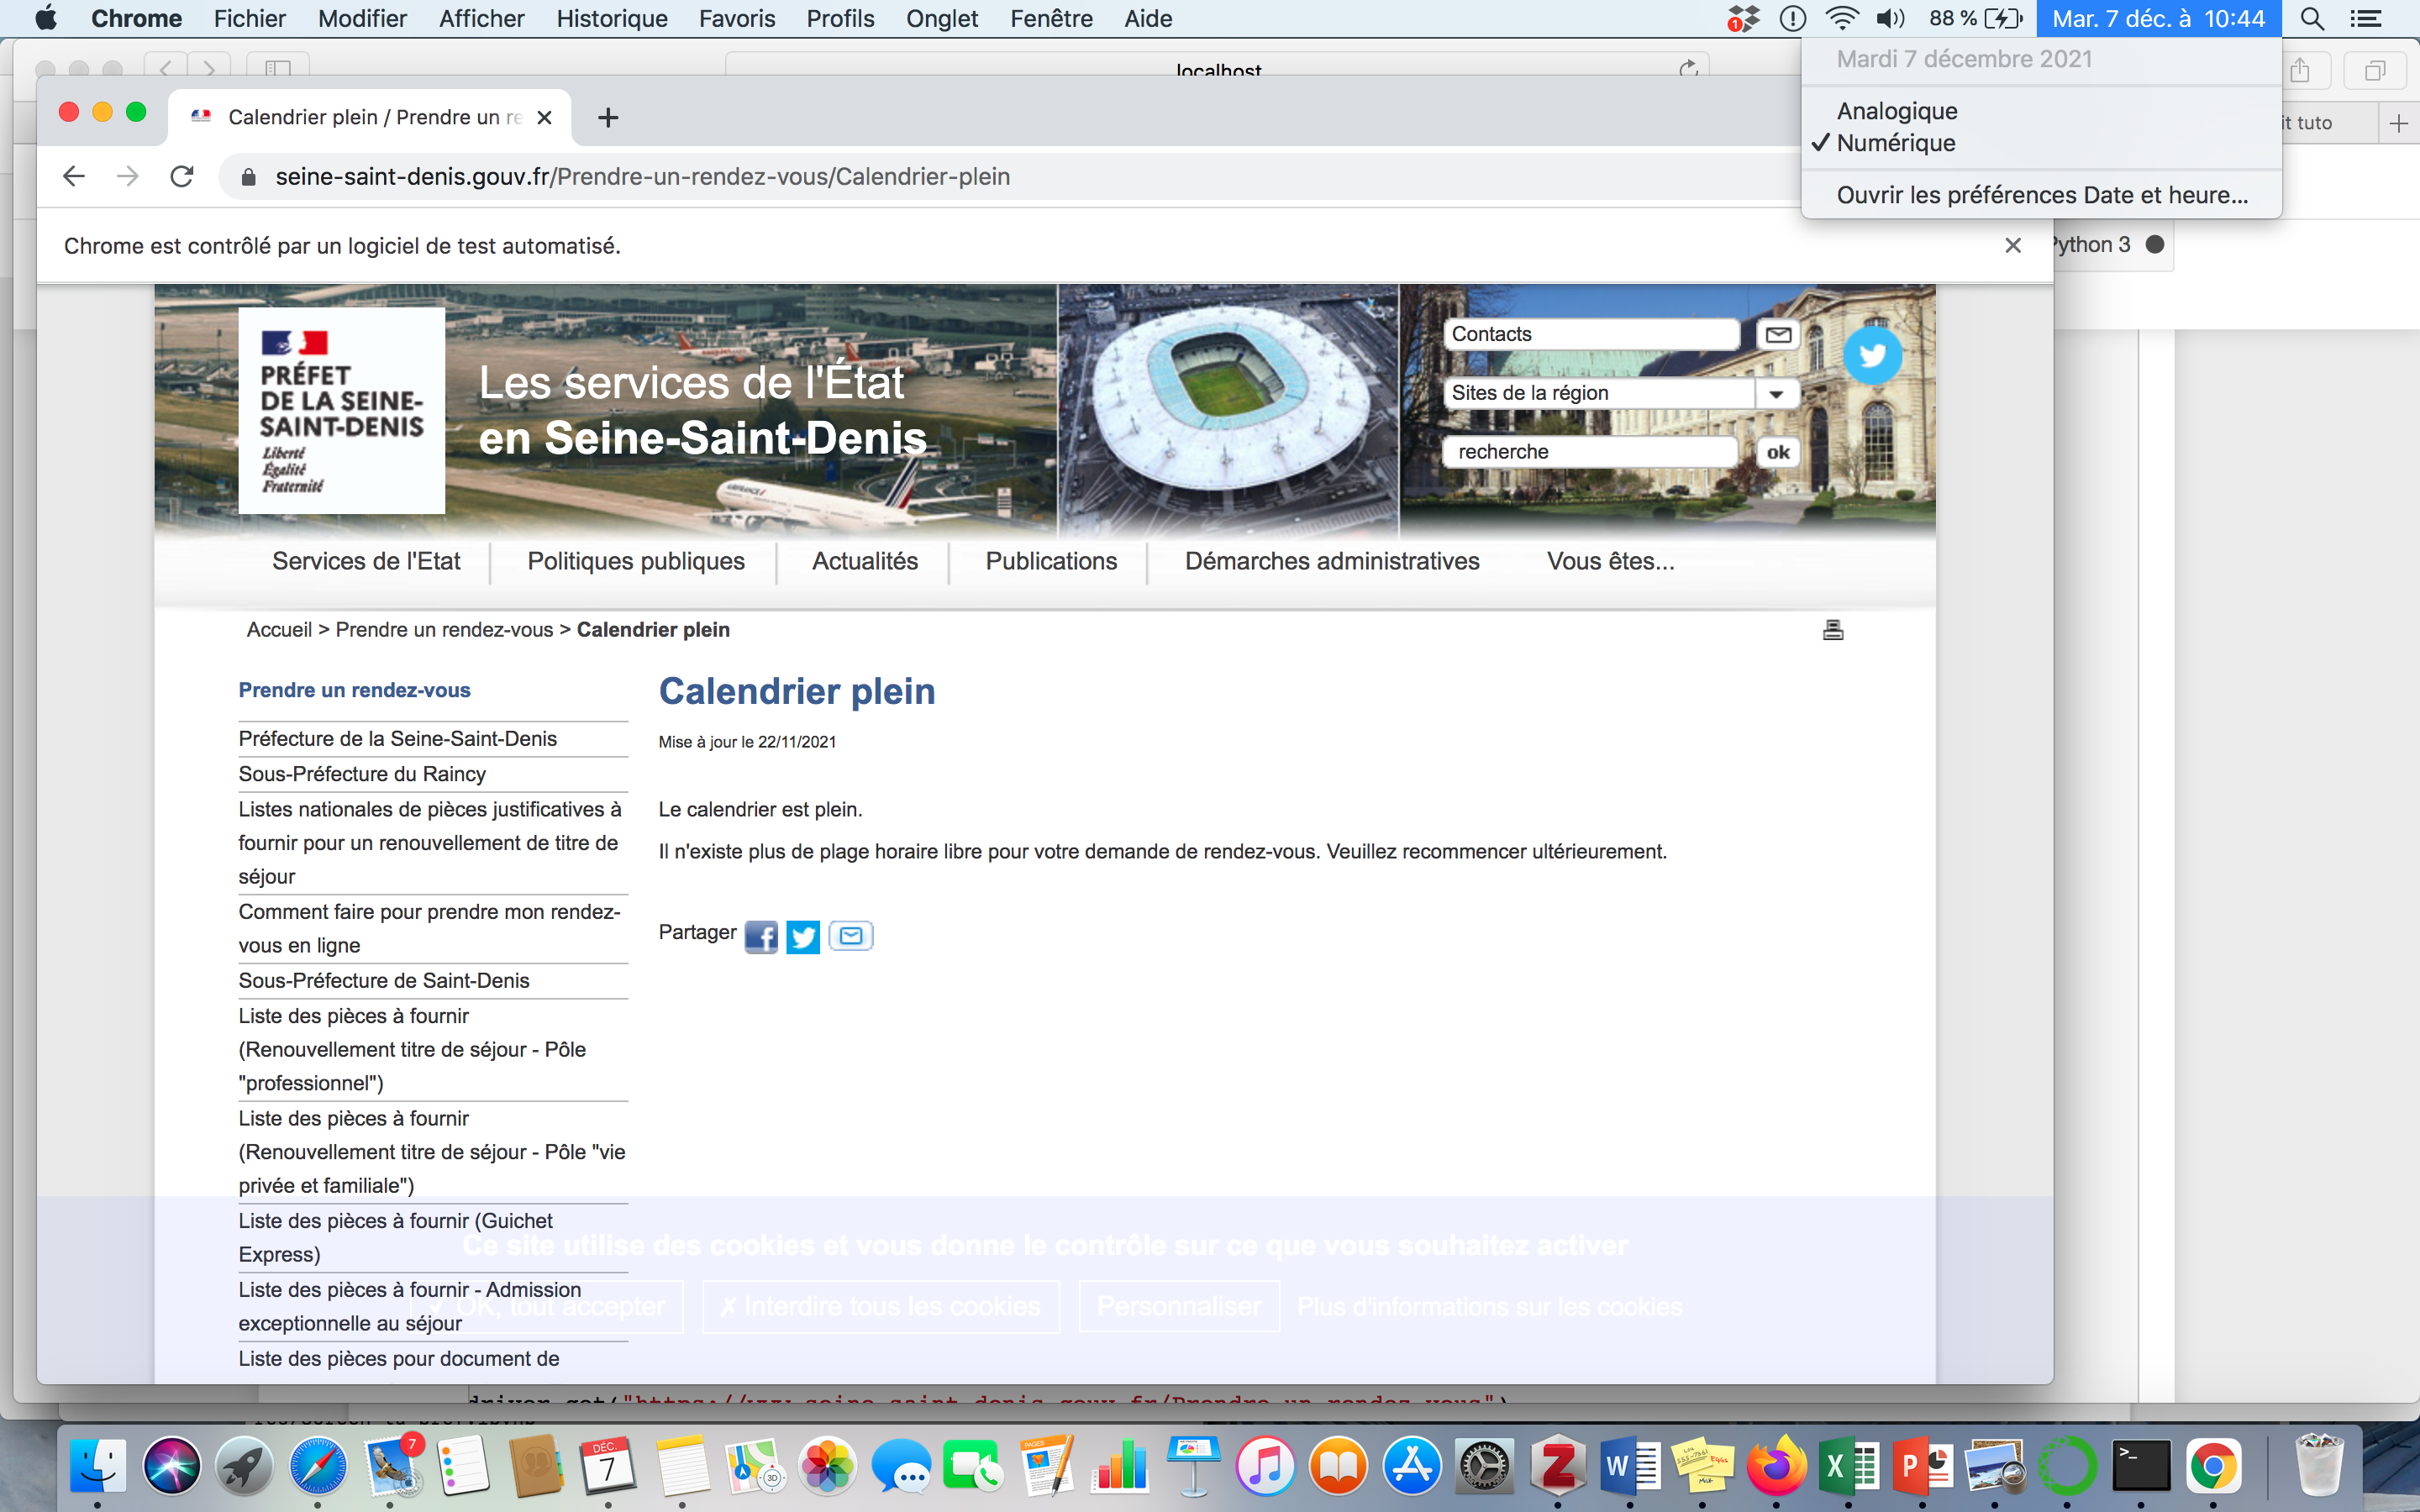 Chrome Fichier Modifier Afficher Historique Favoris Profils Onglet Fenêtre Aide
1 88 % Mar. 7 déc. à 10:44
localhost
Mardi 7 décembre 2021
Analogique
✓ Numérique
Ouvrir les préférences Date et heure...
it tuto
Calendrier plein / Prendre un re
seine-saint-denis.gouv.fr/Prendre-un-rendez-vous/Calendrier-plein
Chrome est contrôlé par un logiciel de test automatisé.
Python 3
PRÉFET
DE LA SEINE-
SAINT-DENIS
Liberté
Égalité
Fraternité
Les services de l'État
en Seine-Saint-Denis
AIRFRANCE
Contacts
Sites de la région
recherche
ok
Services de l'Etat
Politiques publiques
Actualités
Publications
Démarches administratives
Vous êtes...
Accueil > Prendre un rendez-vous > Calendrier plein
Prendre un rendez-vous
Préfecture de la Seine-Saint-Denis
Sous-Préfecture du Raincy
Listes nationales de pièces justificatives à
fournir pour un renouvellement de titre de
séjour
Comment faire pour prendre mon rendez-
vous en ligne
Sous-Préfecture de Saint-Denis
Liste des pièces à fournir
(Renouvellement titre de séjour - Pôle
"professionnel")
Liste des pièces à fournir
(Renouvellement titre de séjour - Pôle "vie
privée et familiale")
Liste des pièces à fournir (Guichet
Express)
Liste des pièces à fournir - Admission
exceptionnelle au séjour
Liste des pièces pour document de
Calendrier plein
Mise à jour le 22/11/2021
Le calendrier est plein.
Il n'existe plus de plage horaire libre pour votre demande de rendez-vous. Veuillez recommencer ultérieurement.
Partager
Ce site utilise des cookies et vous donne le contrôle sur ce que vous souhaitez activer
✓ OK, tout accepter
✗ Interdire tous les cookies
Personnaliser
Plus d'informations sur les cookies
driver.get("https://www.seine-saint-denis.gouv.fr/Prendre-un-rendez-vous")
7
DÉC.
7
3D
PAGES